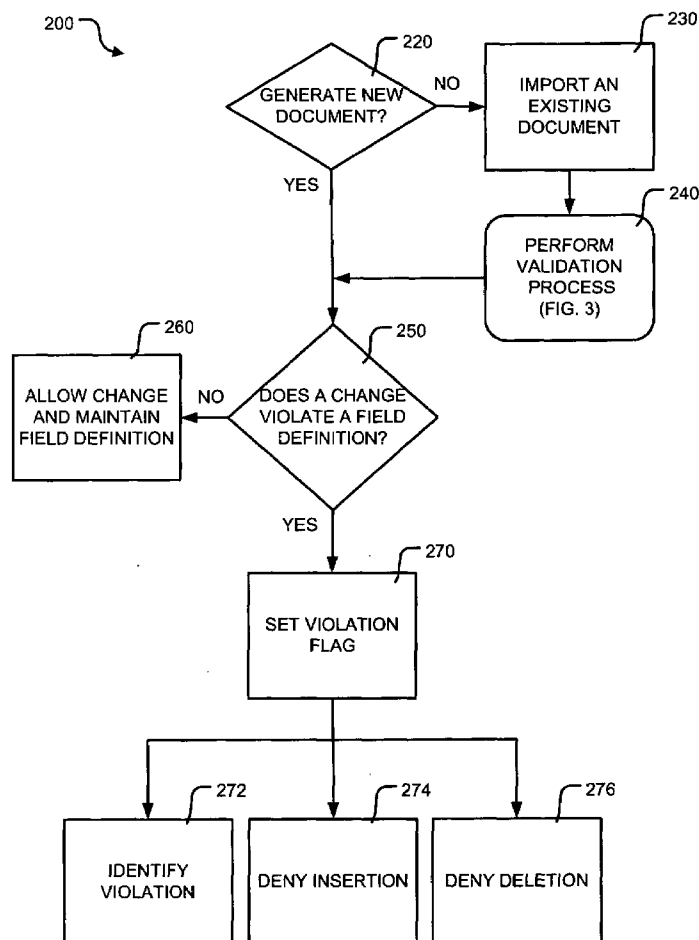 200
220
GENERATE NEW
DOCUMENT?
NO
230
IMPORT AN
EXISTING
DOCUMENT
YES
240
PERFORM
VALIDATION
PROCESS
(FIG. 3)
250
DOES A CHANGE
VIOLATE A FIELD
DEFINITION?
NO
260
ALLOW CHANGE
AND MAINTAIN
FIELD DEFINITION
YES
270
SET VIOLATION
FLAG
272
IDENTIFY
VIOLATION
274
DENY INSERTION
276
DENY DELETION